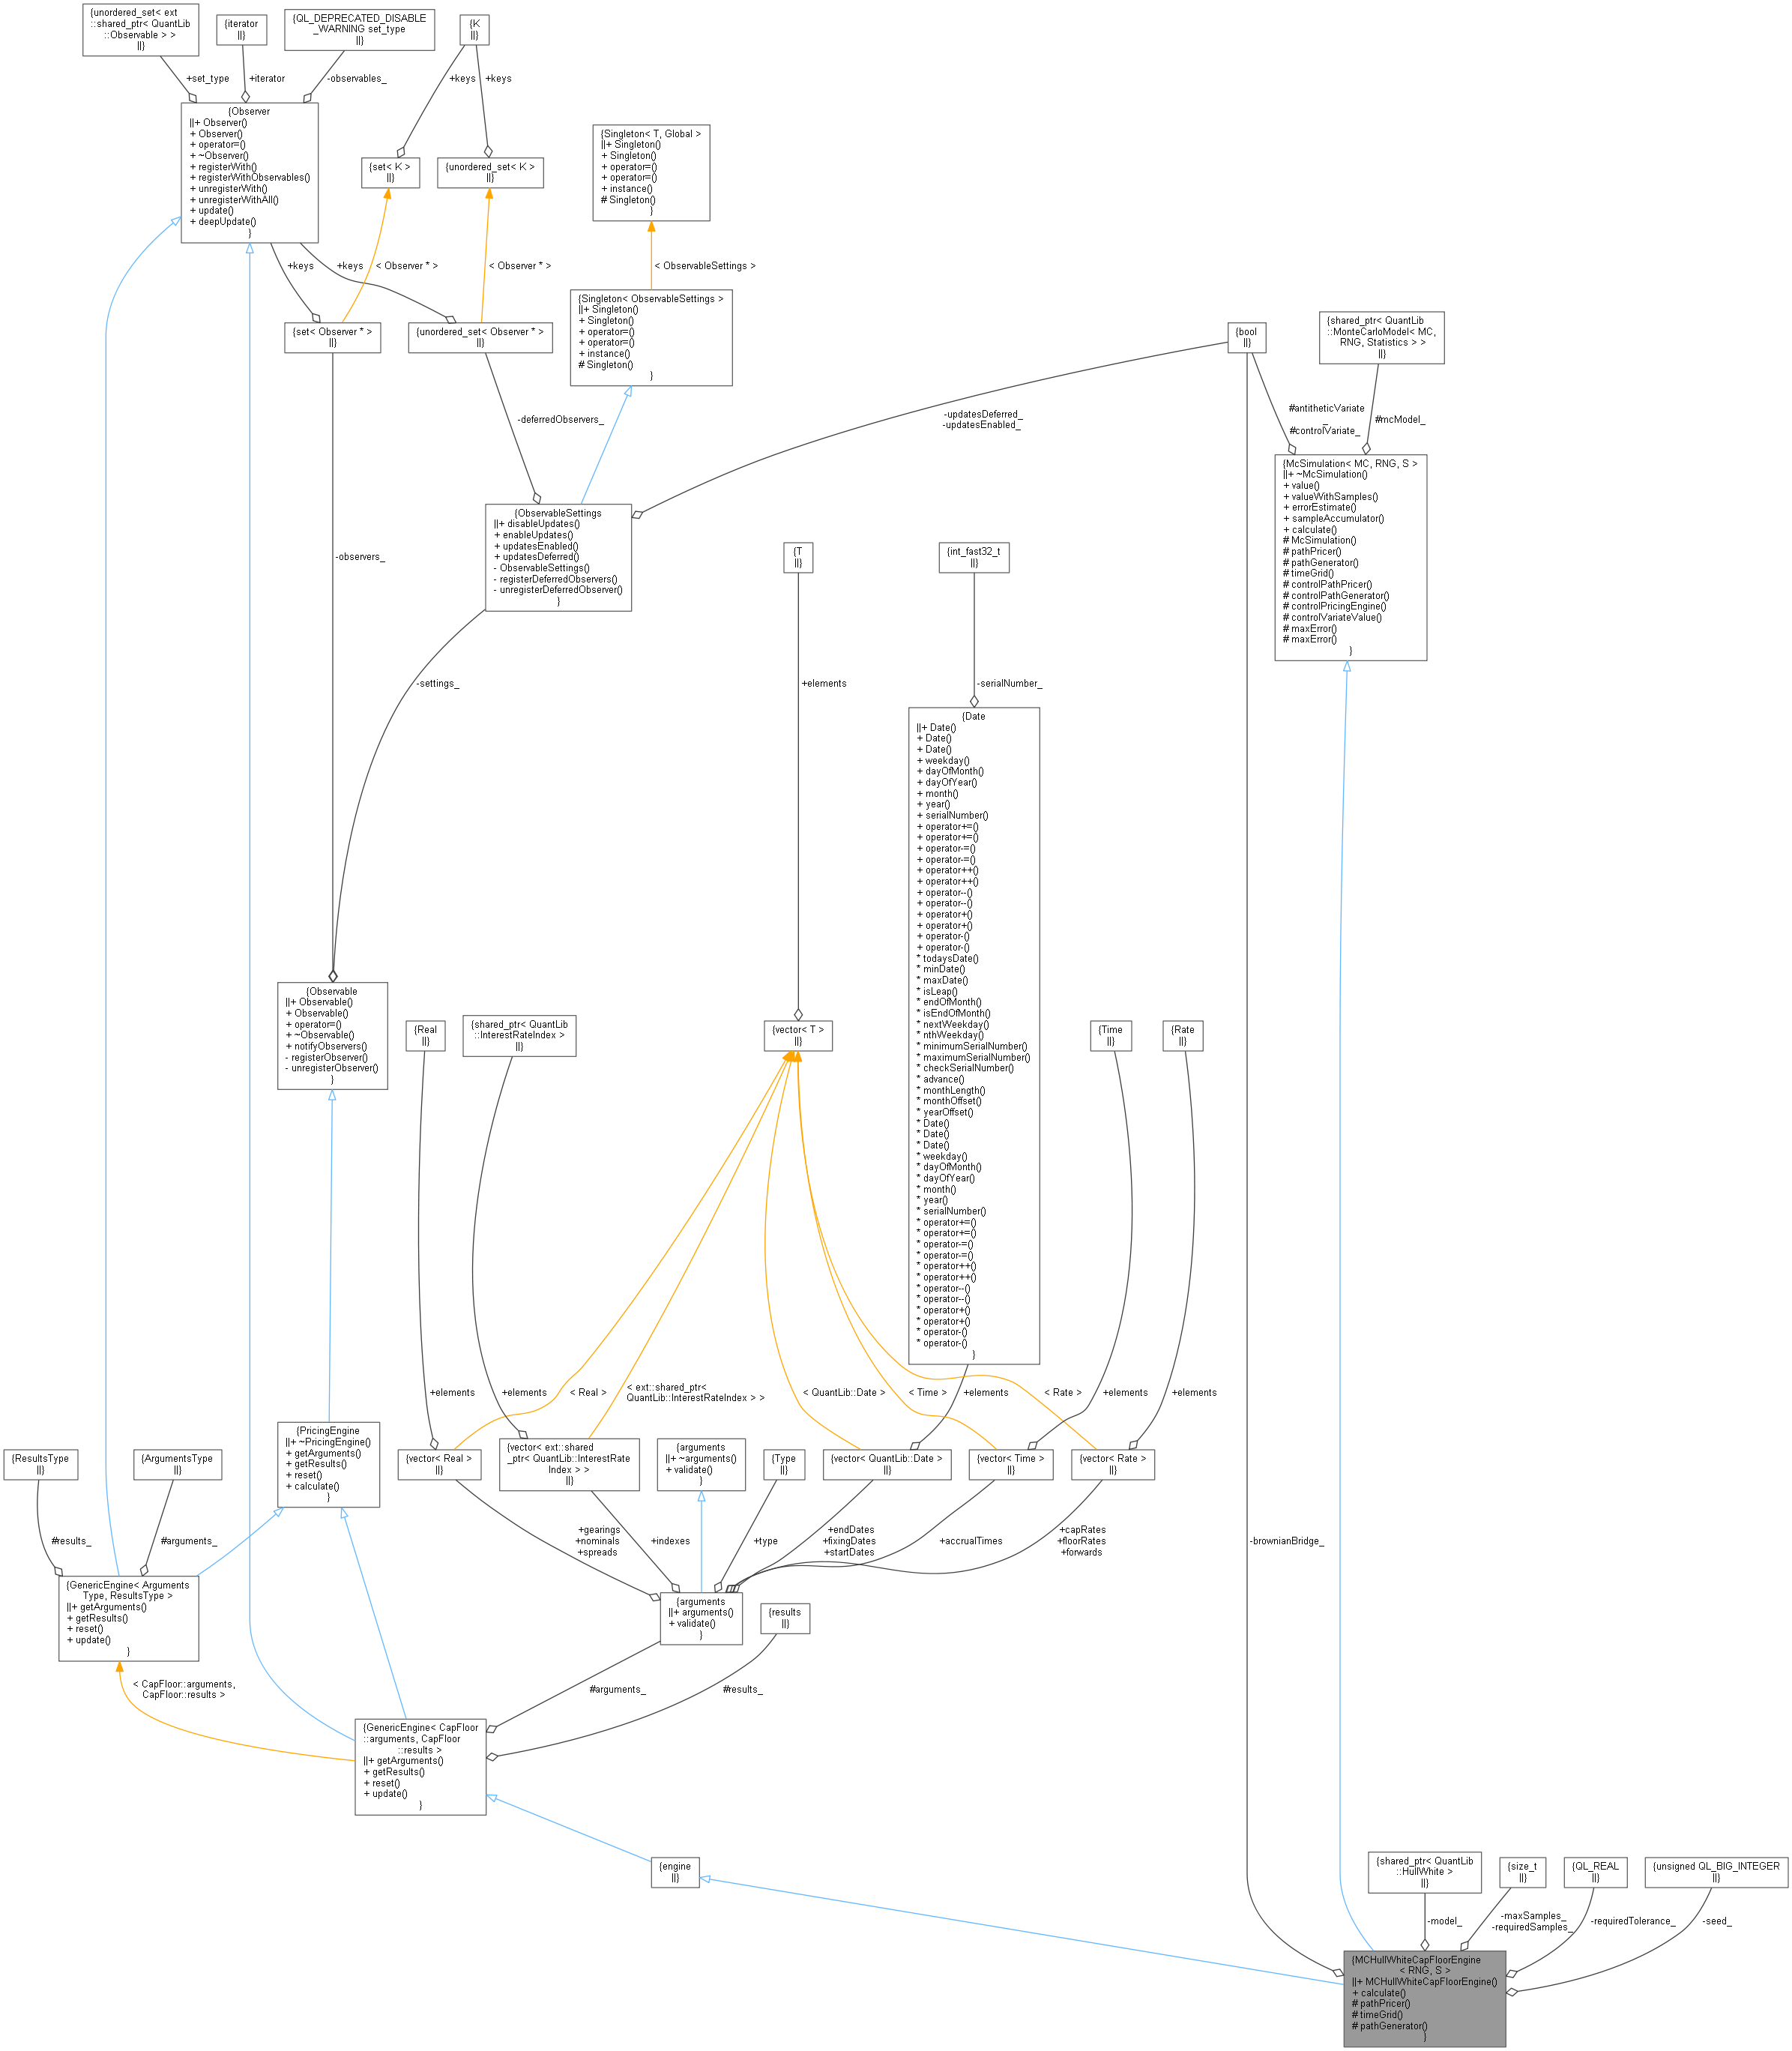 {unordered_set< ext
::shared_ptr< QuantLib
::Observable > >
||}
{iterator
||}
{QL_DEPRECATED_DISABLE
_WARNING set_type
||}
{K
||}
+set_type
+iterator
-observables_
+keys
+keys
{Observer
||+ Observer()
+ Observer()
+ operator=()
+ ~Observer()
+ registerWith()
+ registerWithObservables()
+ unregisterWith()
+ unregisterWithAll()
+ update()
+ deepUpdate()
}
{set< K >
||}
{unordered_set< K >
||}
{Singleton< T, Global >
||+ Singleton()
+ Singleton()
+ operator=()
+ operator=()
+ instance()
# Singleton()
}
+keys
+keys
< Observer * >
< Observer * >
< ObservableSettings >
{set< Observer * >
||}
{unordered_set< Observer * >
||}
{Singleton< ObservableSettings >
||+ Singleton()
+ Singleton()
+ operator=()
+ operator=()
+ instance()
# Singleton()
}
{bool
||}
{shared_ptr< QuantLib
::MonteCarloModel< MC,
RNG, Statistics > >
||}
-deferredObservers_
-updatesDeferred_
-updatesEnabled_
#antitheticVariate
_
#controlVariate_
#mcModel_
{McSimulation< MC, RNG, S >
||+ ~McSimulation()
+ value()
+ valueWithSamples()
+ errorEstimate()
+ sampleAccumulator()
+ calculate()
# McSimulation()
# pathPricer()
# pathGenerator()
# timeGrid()
# controlPathPricer()
# controlPathGenerator()
# controlPricingEngine()
# controlVariateValue()
# maxError()
# maxError()
}
{ObservableSettings
||+ disableUpdates()
+ enableUpdates()
+ updatesEnabled()
+ updatesDeferred()
- ObservableSettings()
- registerDeferredObservers()
- unregisterDeferredObserver()
}
-observers_
{T
||}
{int_fast32_t
||}
-settings_
+elements
-serialNumber_
{Date
||+ Date()
+ Date()
+ Date()
+ weekday()
+ dayOfMonth()
+ dayOfYear()
+ month()
+ year()
+ serialNumber()
+ operator+=()
+ operator+=()
+ operator-=()
+ operator-=()
+ operator++()
+ operator++()
+ operator--()
+ operator--()
+ operator+()
+ operator+()
+ operator-()
+ operator-()
* todaysDate()
* minDate()
* maxDate()
* isLeap()
* endOfMonth()
* isEndOfMonth()
* nextWeekday()
* nthWeekday()
* minimumSerialNumber()
* maximumSerialNumber()
* checkSerialNumber()
* advance()
* monthLength()
* monthOffset()
* yearOffset()
* Date()
* Date()
* Date()
* weekday()
* dayOfMonth()
* dayOfYear()
* month()
* year()
* serialNumber()
* operator+=()
* operator+=()
* operator-=()
* operator-=()
* operator++()
* operator++()
* operator--()
* operator--()
* operator+()
* operator+()
* operator-()
* operator-()
}
{Observable
||+ Observable()
+ Observable()
+ operator=()
+ ~Observable()
+ notifyObservers()
- registerObserver()
- unregisterObserver()
}
{Real
||}
{shared_ptr< QuantLib
::InterestRateIndex >
||}
{vector< T >
||}
{Time
||}
{Rate
||}
+elements
+elements
< Real >
< ext::shared_ptr<
QuantLib::InterestRateIndex > >
< QuantLib::Date >
+elements
< Time >
+elements
< Rate >
+elements
{PricingEngine
||+ ~PricingEngine()
+ getArguments()
+ getResults()
+ reset()
+ calculate()
}
{ResultsType
||}
{ArgumentsType
||}
{vector< Real >
||}
{vector< ext::shared
_ptr< QuantLib::InterestRate
Index > >
||}
{arguments
||+ ~arguments()
+ validate()
}
{Type
||}
{vector< QuantLib::Date >
||}
{vector< Time >
||}
{vector< Rate >
||}
#results_
#arguments_
+gearings
+nominals
+spreads
+indexes
+type
+endDates
+fixingDates
+startDates
+accrualTimes
+capRates
+floorRates
+forwards
-brownianBridge_
{GenericEngine< Arguments
Type, ResultsType >
||+ getArguments()
+ getResults()
+ reset()
+ update()
}
{arguments
||+ arguments()
+ validate()
}
{results
||}
< CapFloor::arguments,
CapFloor::results >
#arguments_
#results_
{GenericEngine< CapFloor
::arguments, CapFloor
::results >
||+ getArguments()
+ getResults()
+ reset()
+ update()
}
{engine
||}
{shared_ptr< QuantLib
::HullWhite >
||}
{size_t
||}
{QL_REAL
||}
{unsigned QL_BIG_INTEGER
||}
-model_
-maxSamples_
-requiredSamples_
-requiredTolerance_
-seed_
{MCHullWhiteCapFloorEngine
< RNG, S >
||+ MCHullWhiteCapFloorEngine()
+ calculate()
# pathPricer()
# timeGrid()
# pathGenerator()
}